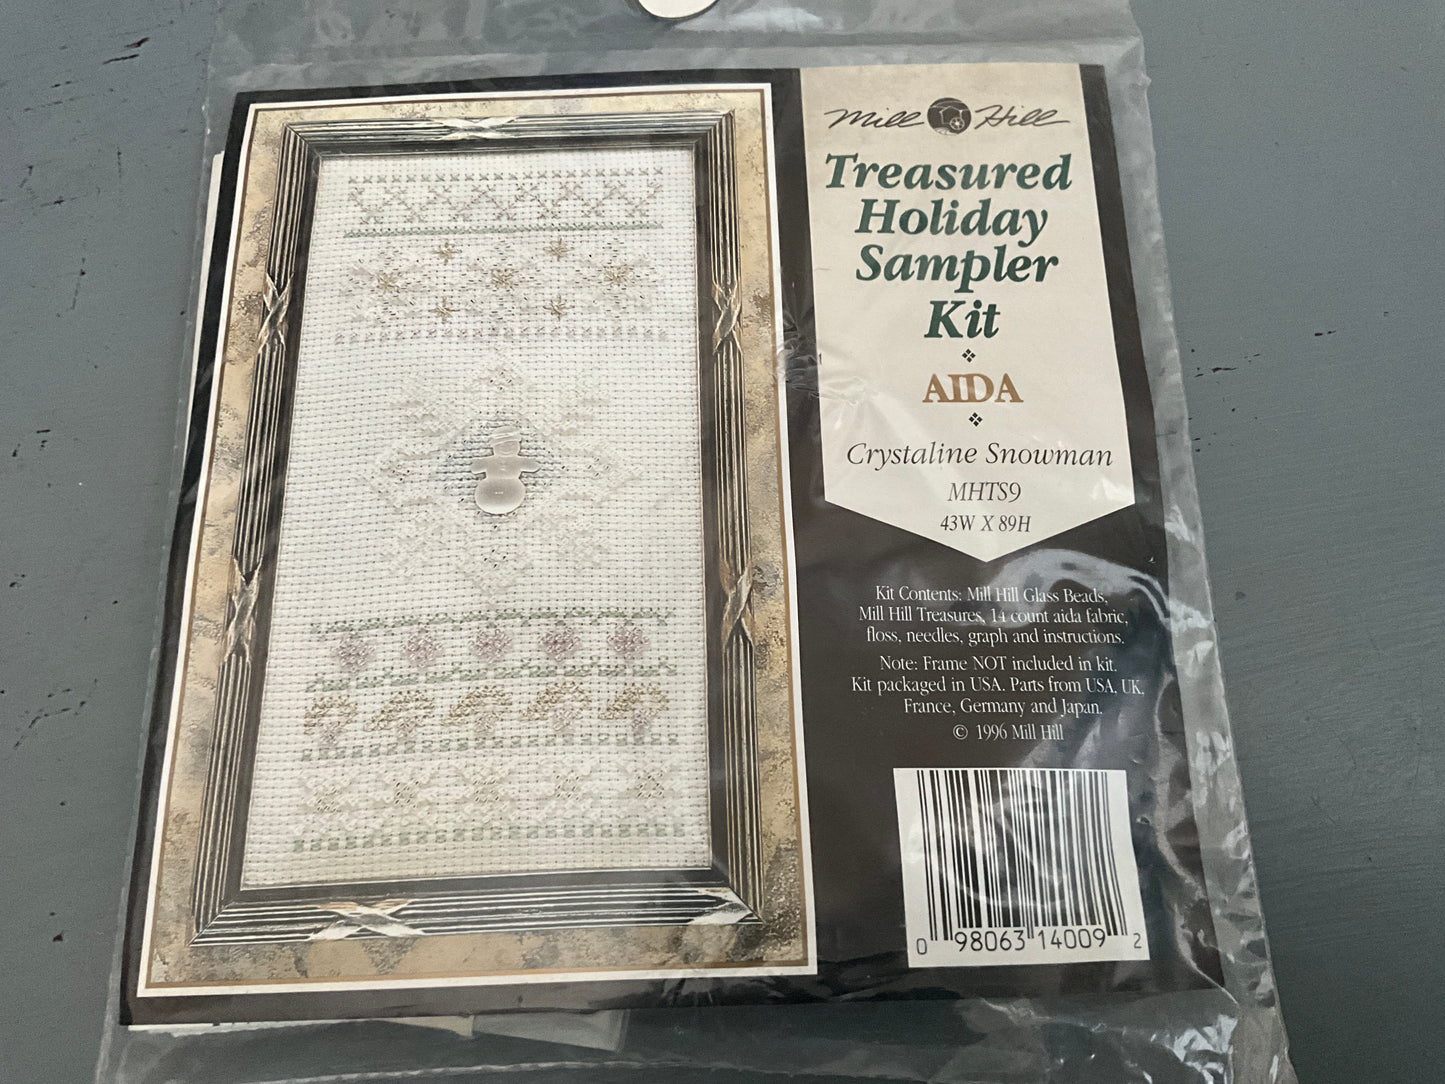 Mill Hill
Treasured
Holiday
Sampler
Kit
AIDA
Crystaline Snowman
MHTS9
43W X 89H
Kit Contents: Mill Hill Glass Beads,
Mill Hill Treasures, 14 count aida fabric,
floss, needles, graph and instructions.
Note: Frame NOT included in kit.
Kit packaged in USA. Parts from USA, UK,
France, Germany and Japan.
© 1996 Mill Hill
0 98063 14009 2